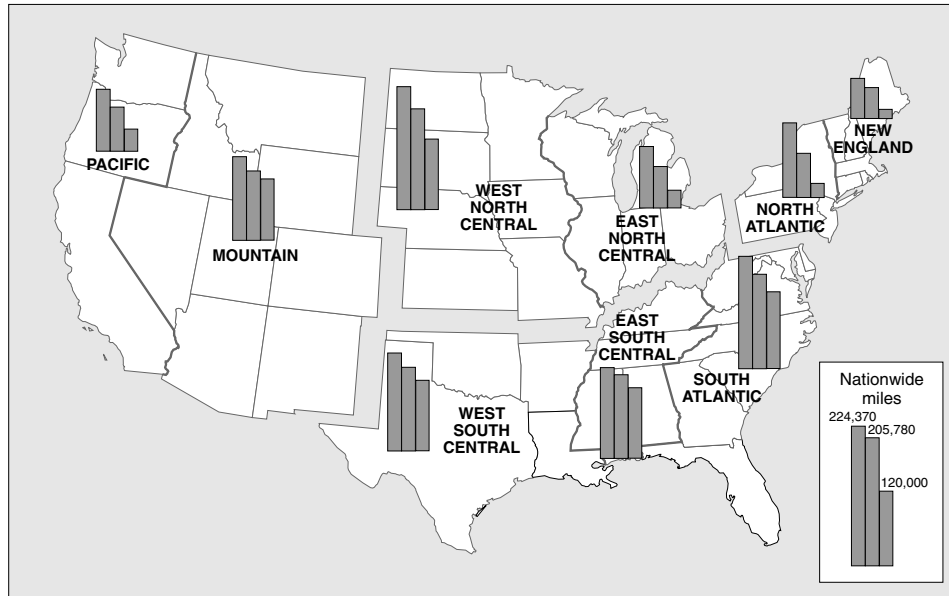 PACIFIC
MOUNTAIN
WEST
NORTH
CENTRAL
WEST
SOUTH
CENTRAL
EAST
NORTH
CENTRAL
EAST
SOUTH
CENTRAL
SOUTH
ATLANTIC
NORTH
ATLANTIC
NEW
ENGLAND
Nationwide
miles
224,370
205,780
120,000